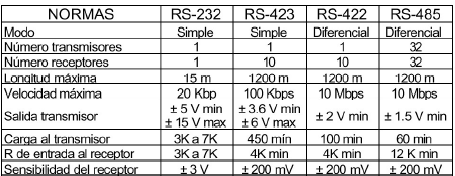 NORMAS RS-232 RS-423 RS-422 RS-485
Modo Simple Simple Diferencial Diferencial
Número transmisores 1 1 1 32
Número receptores 1 10 10 32
Longitud máxima 15 m 1200 m 1200 m 1200 m
Velocidad máxima 20 Kbp 100 Kbps 10 Mbps 10 Mbps
Salida transmisor ± 5 V min ± 15 V max ± 3.6 V min ± 6 V max ± 2 V min ± 1.5 V min
Carga al transmisor 3K a 7K 450 mín 100 min 60 min
R de entrada al receptor 3K a 7K 4K min 4K min 12 K min
Sensibilidad del receptor ± 3 V ± 200 mV ± 200 mV ± 200 mV